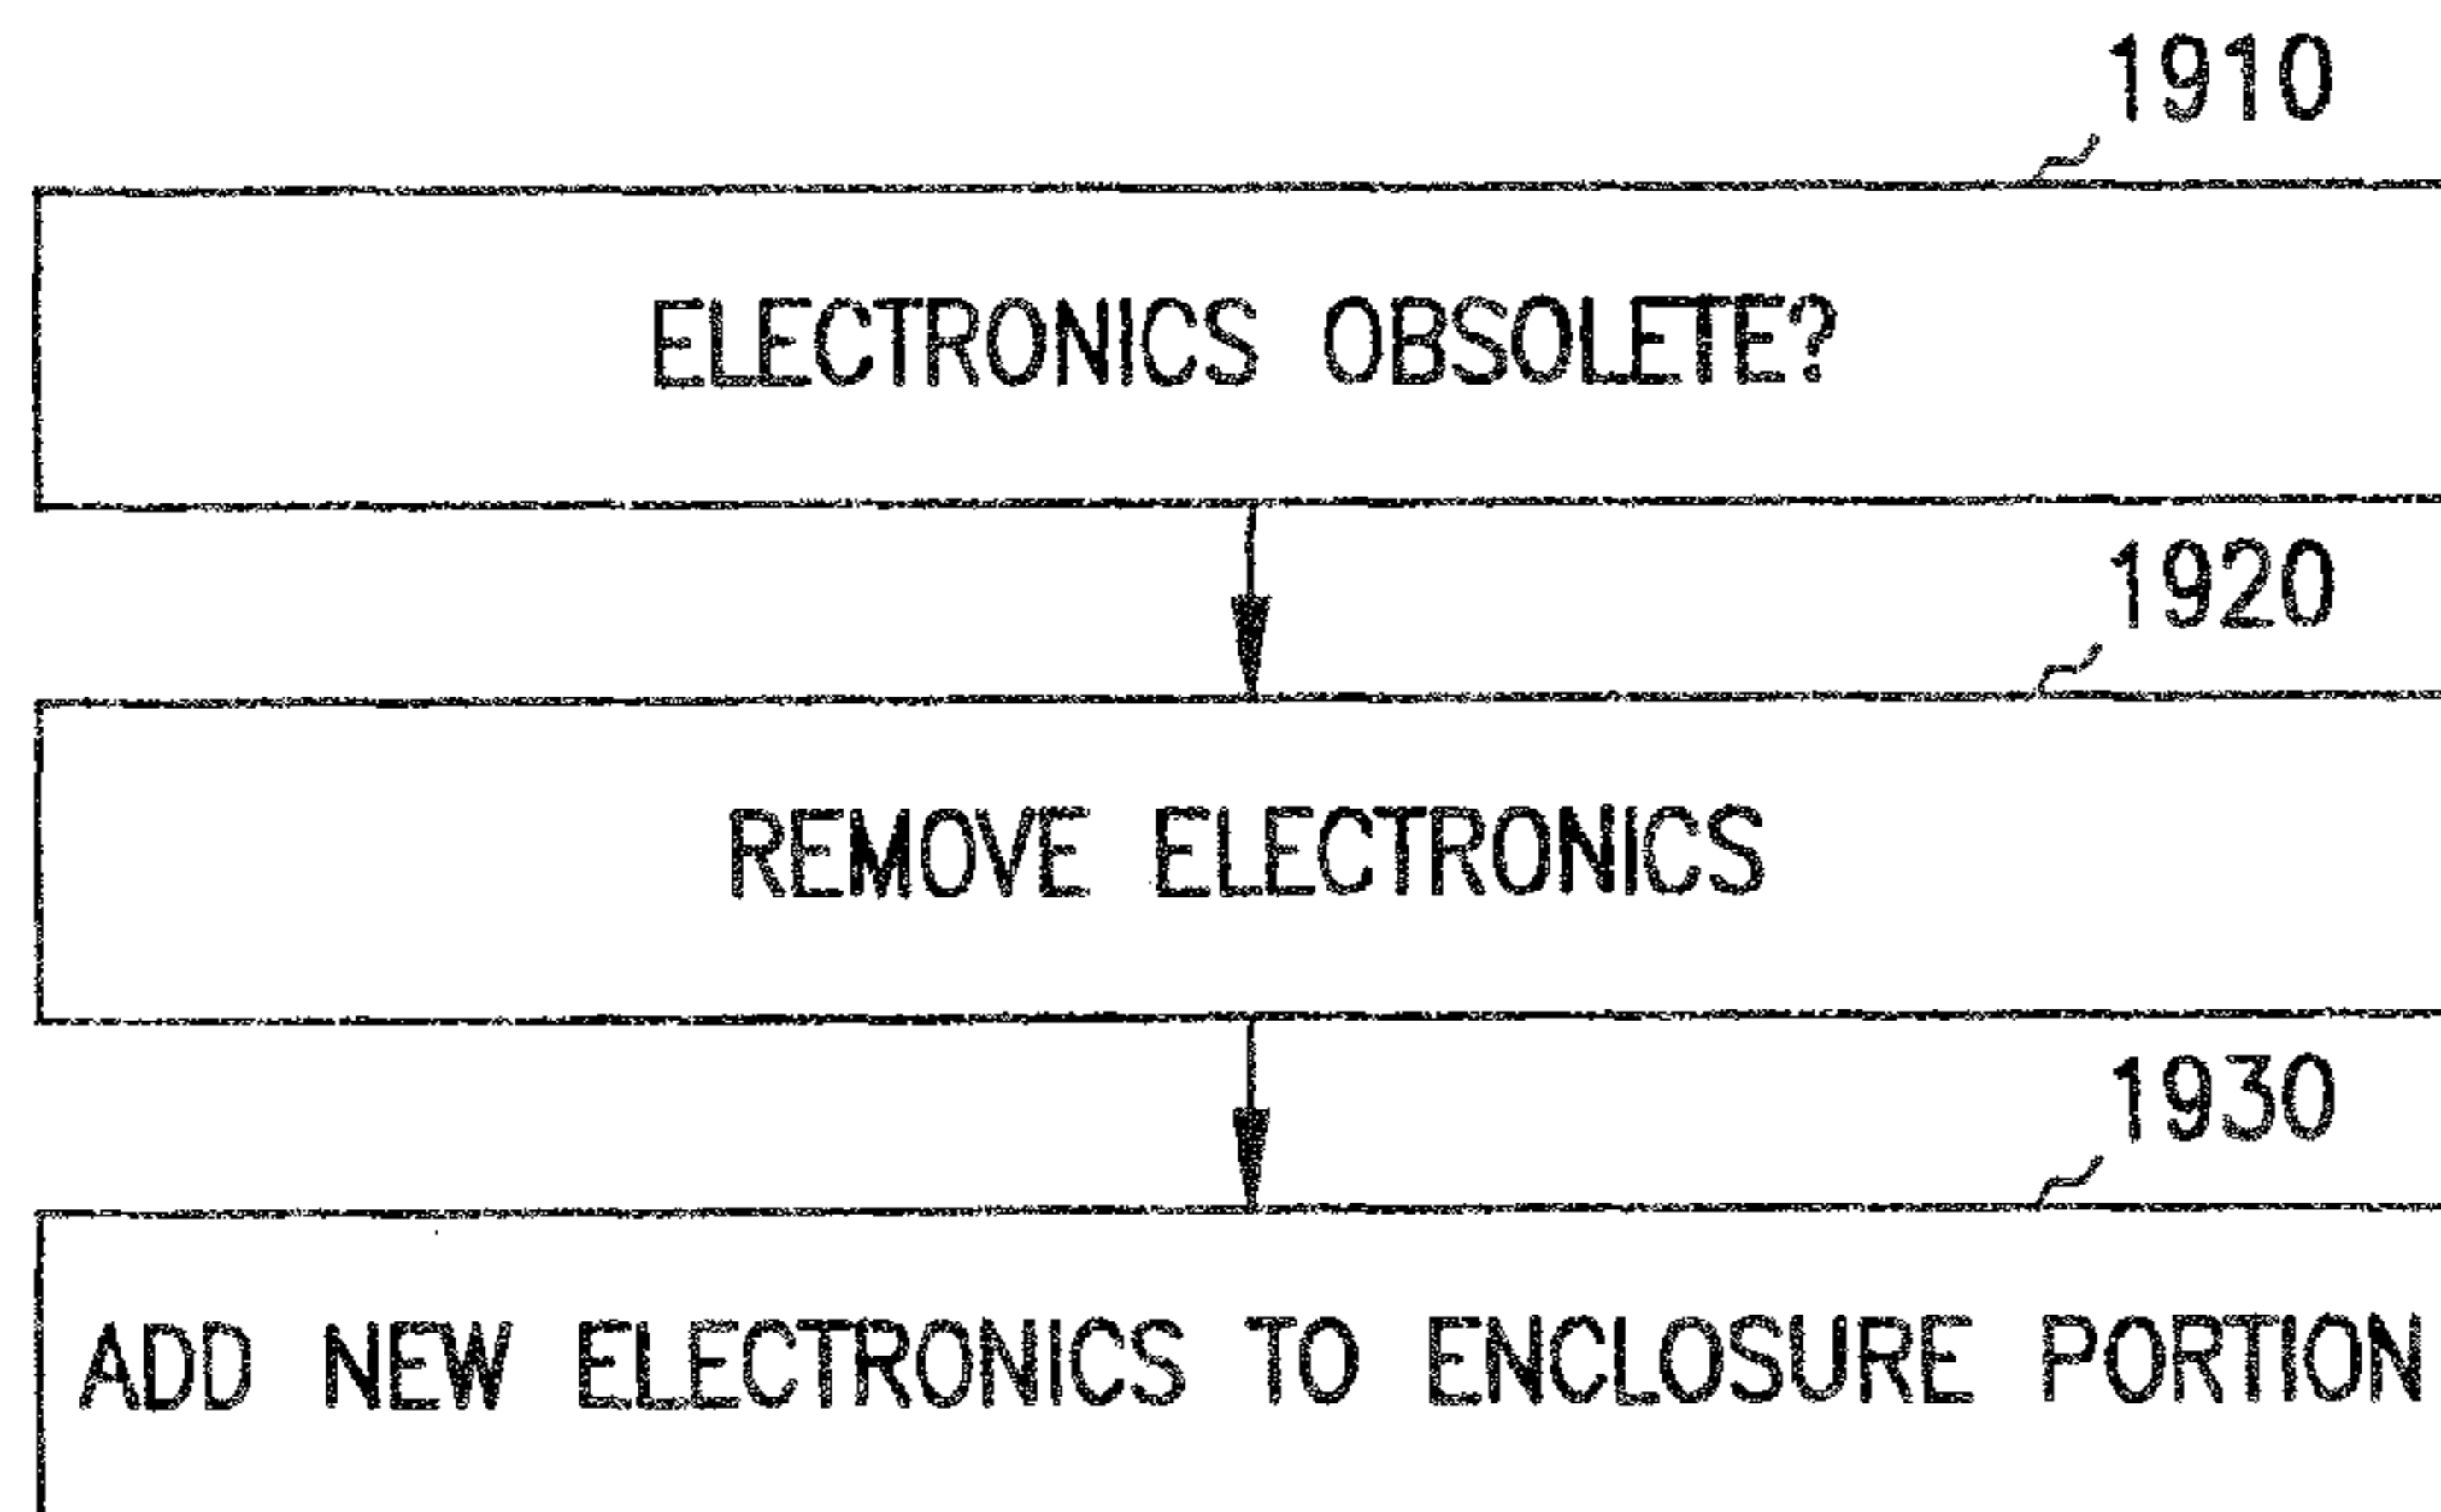 1910
ELECTRONICS OBSOLETE?
1920
REMOVE ELECTRONICS
1930
ADD NEW ELECTRONICS TO ENCLOSURE PORTION